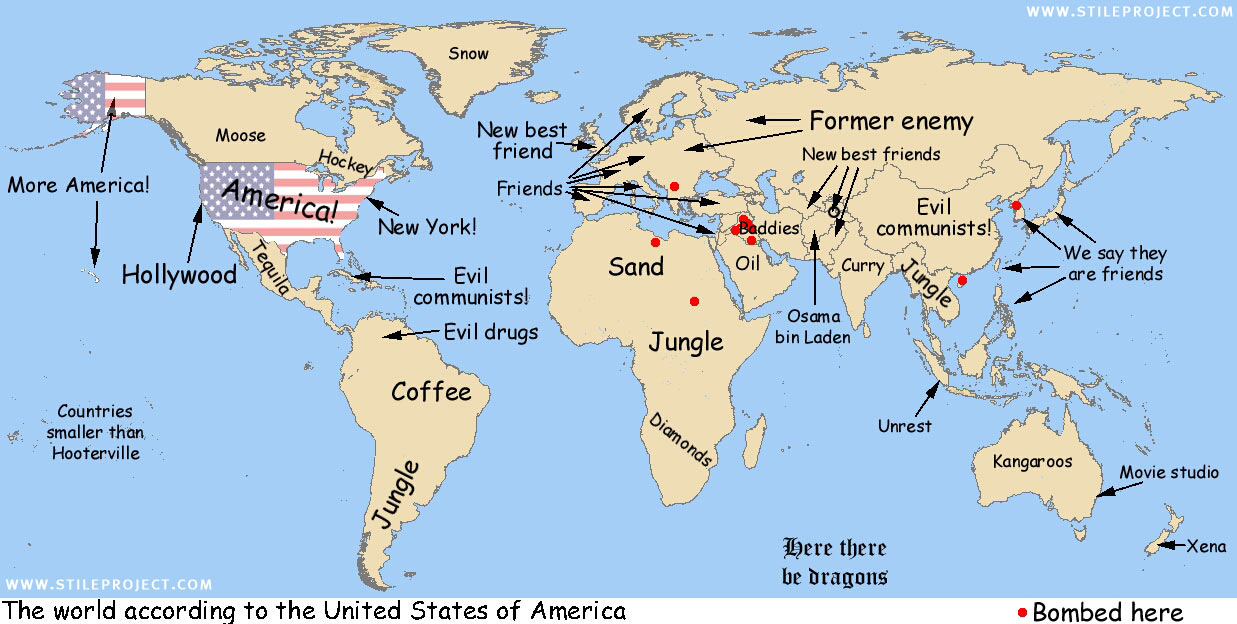 WWW.STILEPROJECT.COM
Snow
Moose
Hockey
America!
More America!
New York!
Hollywood
Tequila
Evil
communists!
Evil drugs
Coffee
Jungle
Countries
smaller than
Hooterville
New best
friend
Friends
Former enemy
New best friends
Evil
communists!
Baddies
Oil
Sand
Jungle
Diamonds
Curry
Jungle
We say they
are friends
Osama
bin Laden
Unrest
Kangaroos
Movie studio
Xena
Here there
be dragons
WWW.STILEPROJECT.COM
The world according to the United States of America
Bombed here